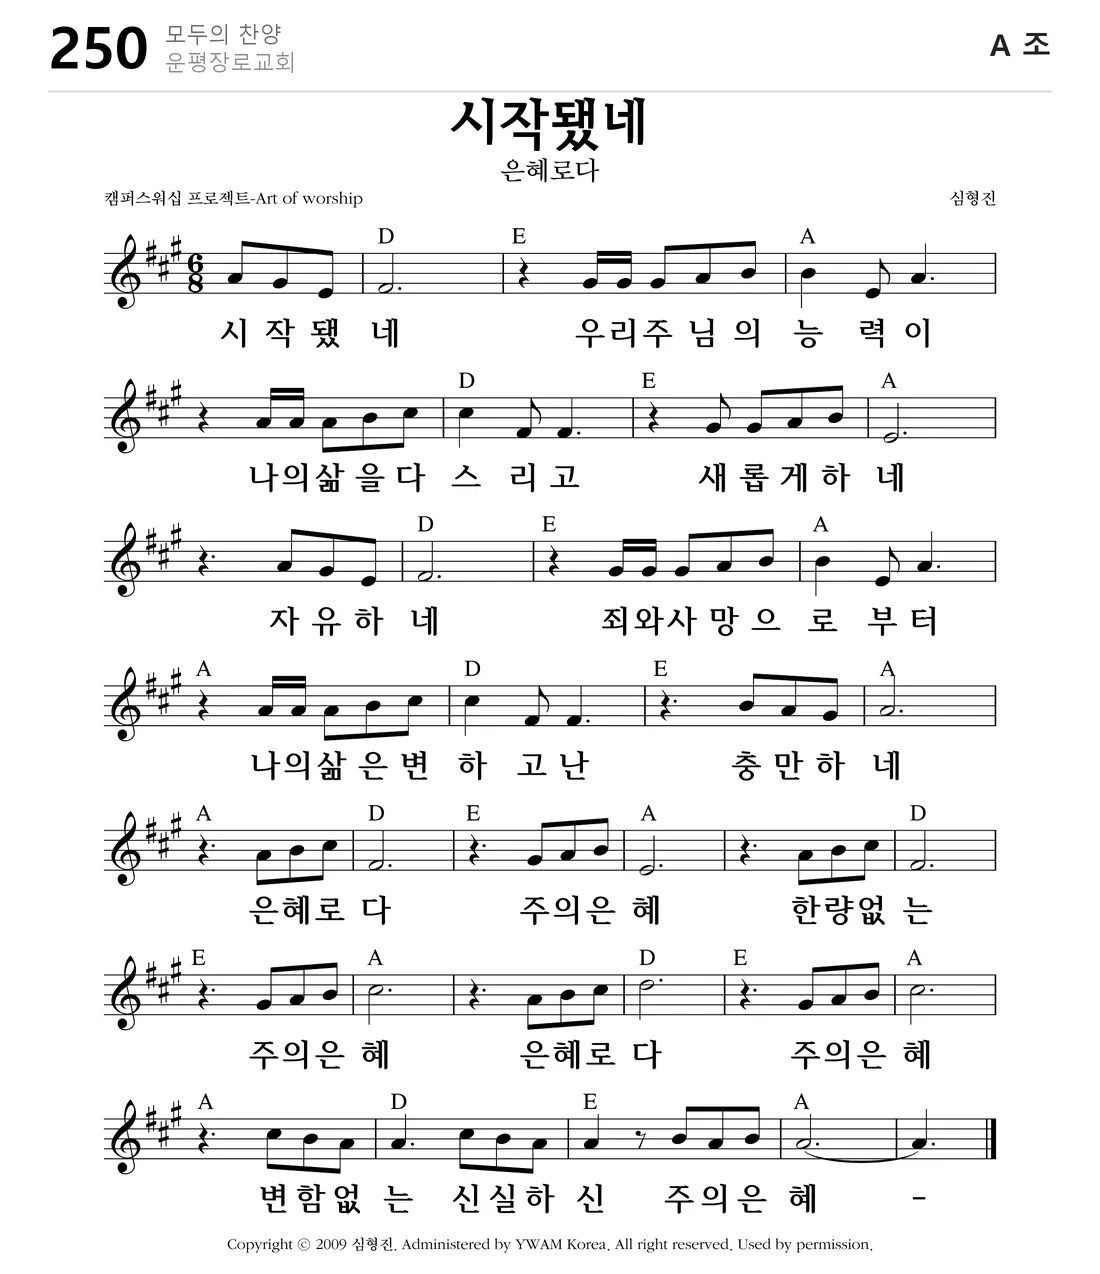 250 모두의 찬양
운평장로교회
A 조
시작됐네
은혜로다
캠퍼스워십 프로젝트-Art of worship 심형진
D E A
6
8
시 작 됐 네 우리주 님 의 능 력 이
D E A
나의삶 을 다 스 리 고 새 롭 게 하 네
D E A
자 유 하 네 죄와사 망 으 로 부 터
A D E A
나의삶 은 변 하 고 난 충 만 하 네
A D E A D
은혜로 다 주의은 혜 한량없 는
E A D E A
주의은 혜 은혜로 다 주의은 혜
A D E A
변함없 는 신실하 신 주의은 혜 -
Copyright ⓒ 2009 심형진. Administered by YWAM Korea. All right reserved. Used by permission.